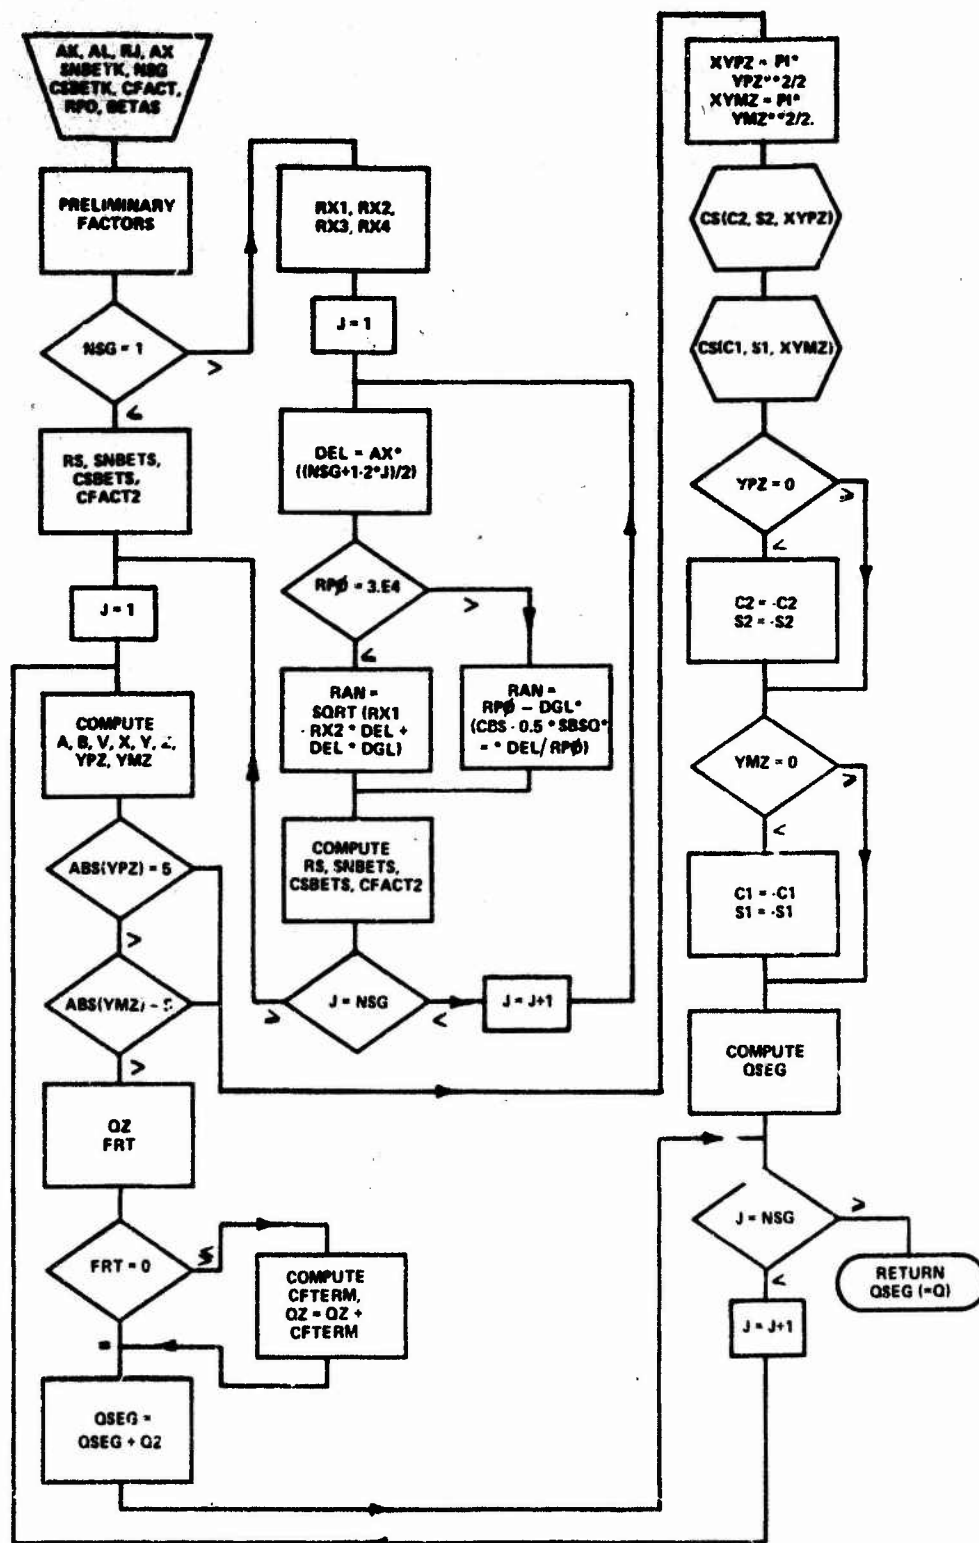 AK, AL, RJ, AX
SNBETK, NSG
CSBETK, CFACT,
RPO, BETAS
PRELIMINARY
FACTORS
NSG = 1
>
≤
RS, SNBETS,
CSBETS,
CFACT2
J = 1
COMPUTE
A, B, V, X, Y, Z,
YPZ, YMZ
ABS(YPZ) = 5
>
ABS(YMZ) - 5
>
QZ
FRT
FRT = 0
≶
=
COMPUTE
CFTERM,
QZ = QZ +
CFTERM
QSEG =
QSEG + QZ
RX1, RX2,
RX3, RX4
J = 1
DEL = AX*
((NSG+1-2*J)/2)
RPØ = 3.E4
>
≤
RAN =
SQRT (RX1
- RX2 * DEL +
DEL * DGL)
RAN =
RPØ - DGL*
(CBS - 0.5 * SBSQ*
= * DEL/RPØ)
COMPUTE
RS, SNBETS,
CSBETS, CFACT2
J = NSG
≥
<
J = J+1
XYPZ = PI*
YPZ**2/2
XYMZ = PI*
YMZ**2/2.
CS(C2, S2, XYPZ)
CS(C1, S1, XYMZ)
YPZ = 0
≥
<
C2 = -C2
S2 = -S2
YMZ = 0
≥
<
C1 = -C1
S1 = -S1
COMPUTE
QSEG
J = NSG
≥
<
RETURN
QSEG (=Q)
J = J+1